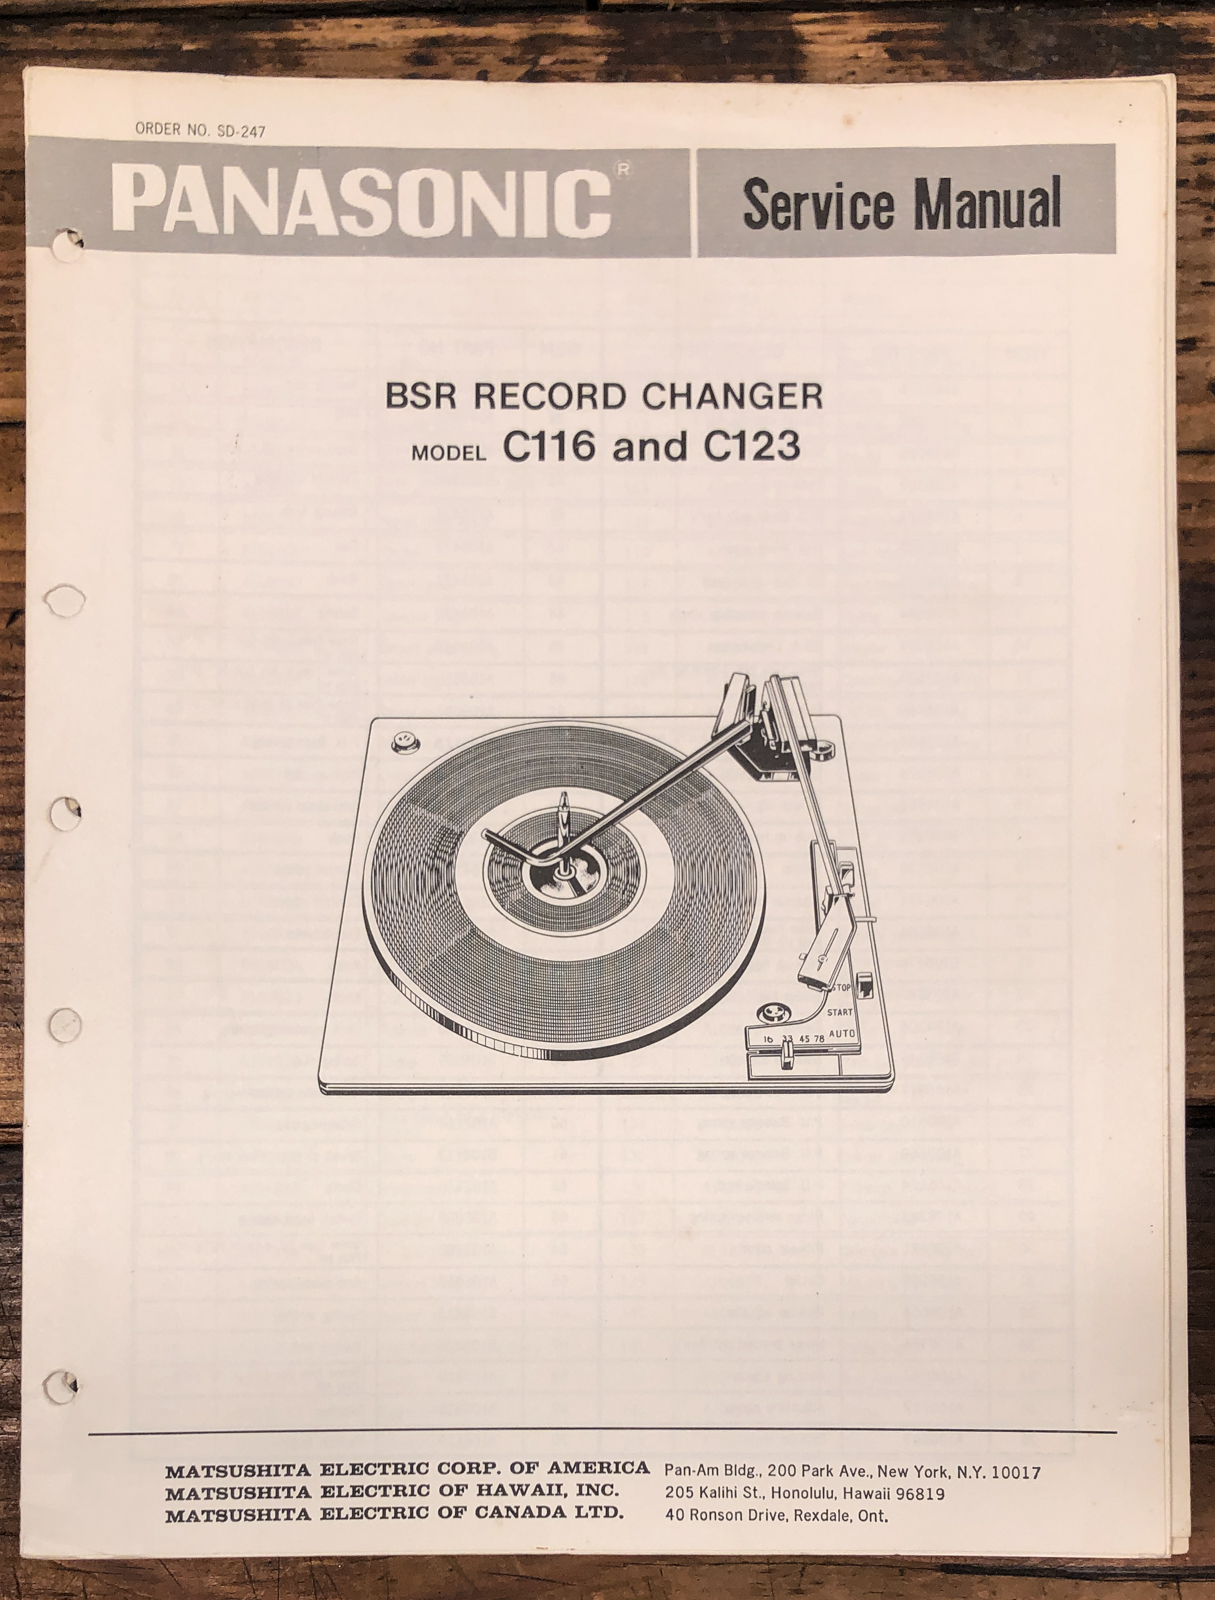 ORDER NO. SD-247
PANASONIC®
Service Manual
BSR RECORD CHANGER
MODEL C116 and C123
STOP
START
AUTO
16 33 45 78
MATSUSHITA ELECTRIC CORP. OF AMERICA Pan-Am Bldg., 200 Park Ave., New York, N.Y. 10017
MATSUSHITA ELECTRIC OF HAWAII, INC. 205 Kalihi St., Honolulu, Hawaii 96819
MATSUSHITA ELECTRIC OF CANADA LTD. 40 Ronson Drive, Rexdale, Ont.